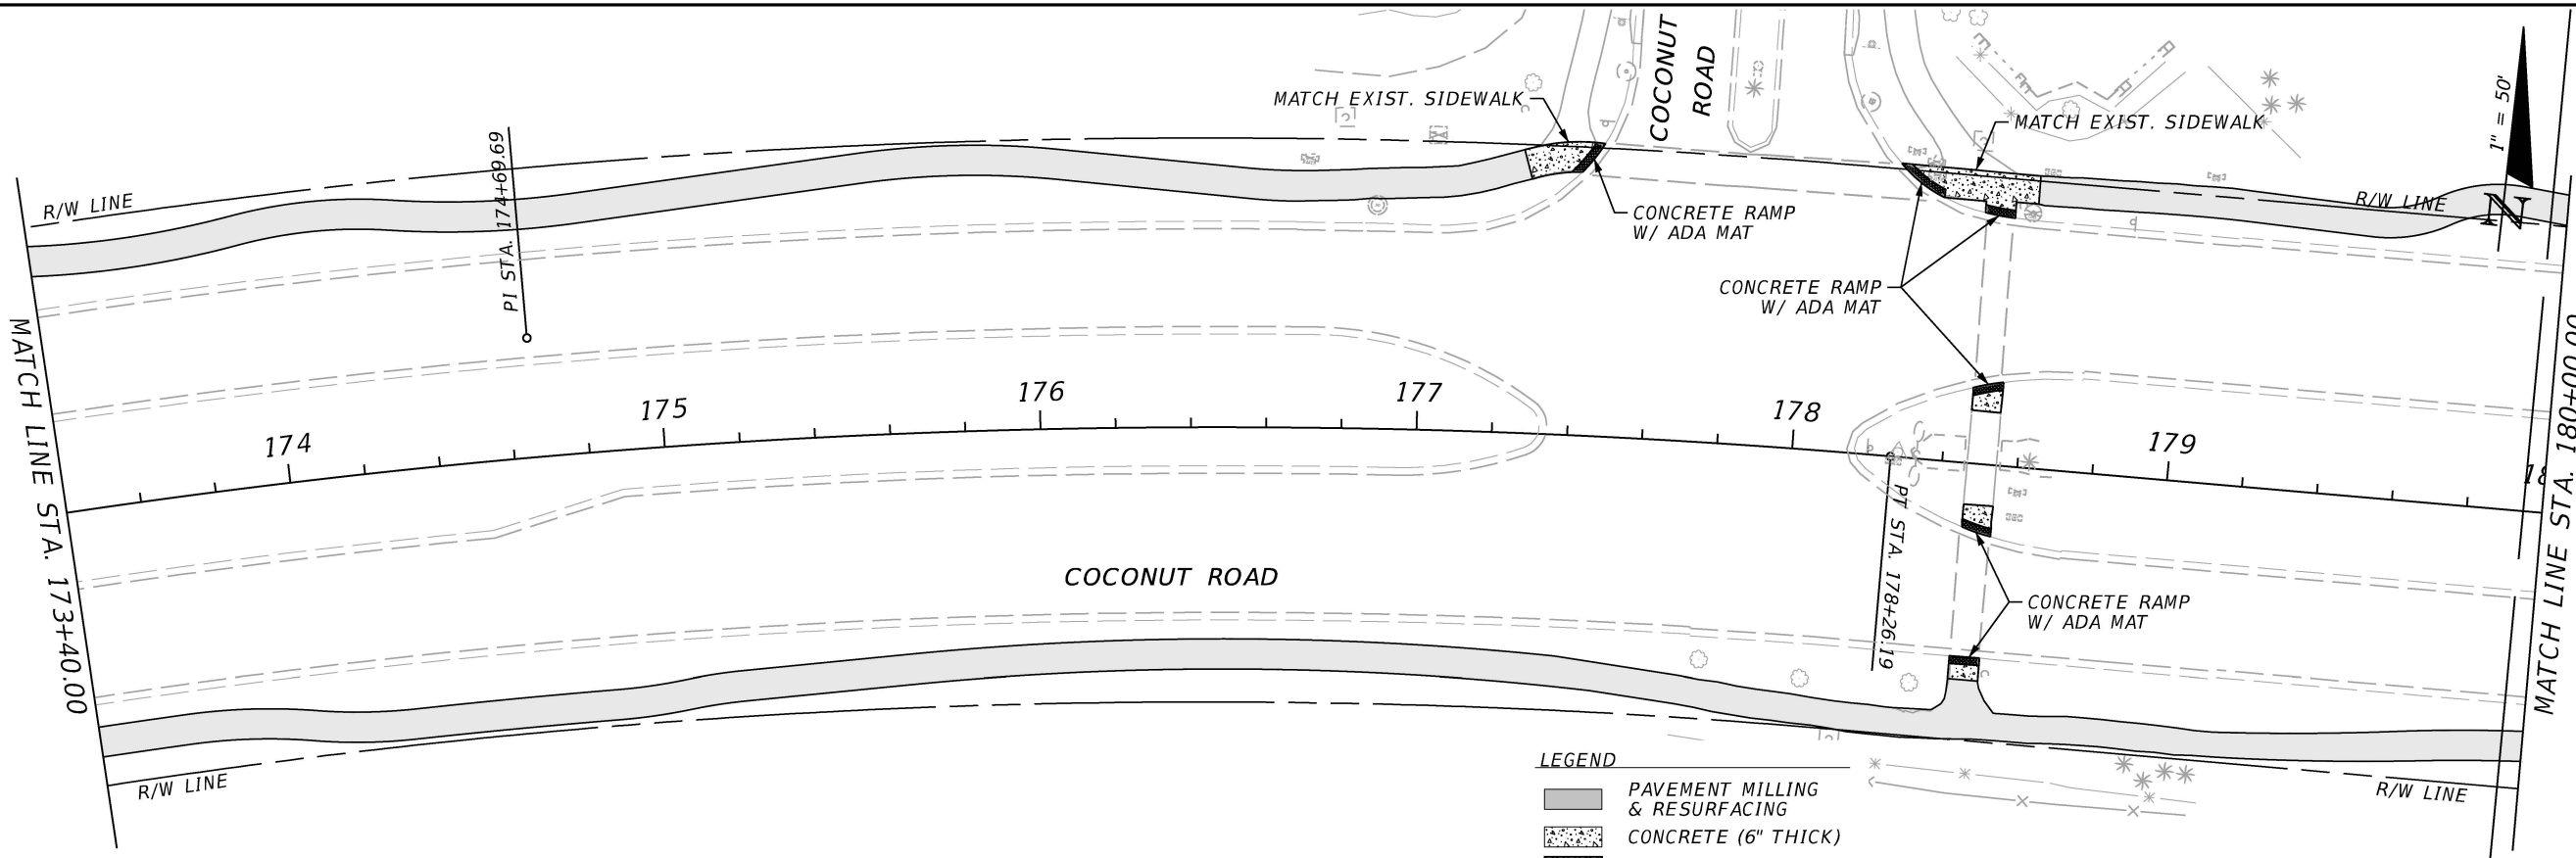 COCONUT
ROAD
MATCH EXIST. SIDEWALK
MATCH EXIST. SIDEWALK
1" = 50'
N
R/W LINE
PI STA. 174+69.69
CONCRETE RAMP
W/ ADA MAT
R/W LINE
CONCRETE RAMP
W/ ADA MAT
MATCH LINE STA. 173+40.00
174
175
176
177
178
179
MATCH LINE STA. 180+00.00
PT STA. 178+26.19
COCONUT ROAD
CONCRETE RAMP
W/ ADA MAT
R/W LINE
R/W LINE
LEGEND
PAVEMENT MILLING
& RESURFACING
CONCRETE (6" THICK)